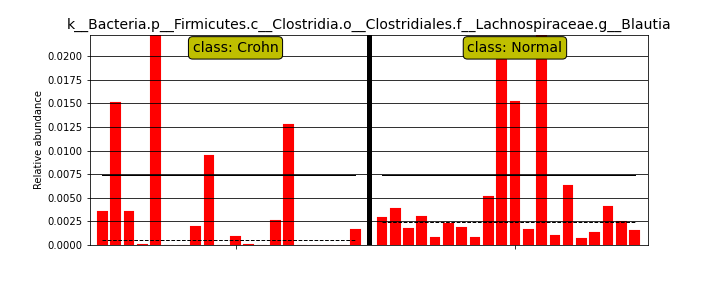 k__Bacteria.p__Firmicutes.c__Clostridia.o__Clostridiales.f__Lachnospiraceae.g__Blautia
class: Crohn
class: Normal
Relative abundance
0.0200
0.0175
0.0150
0.0125
0.0100
0.0075
0.0050
0.0025
0.0000